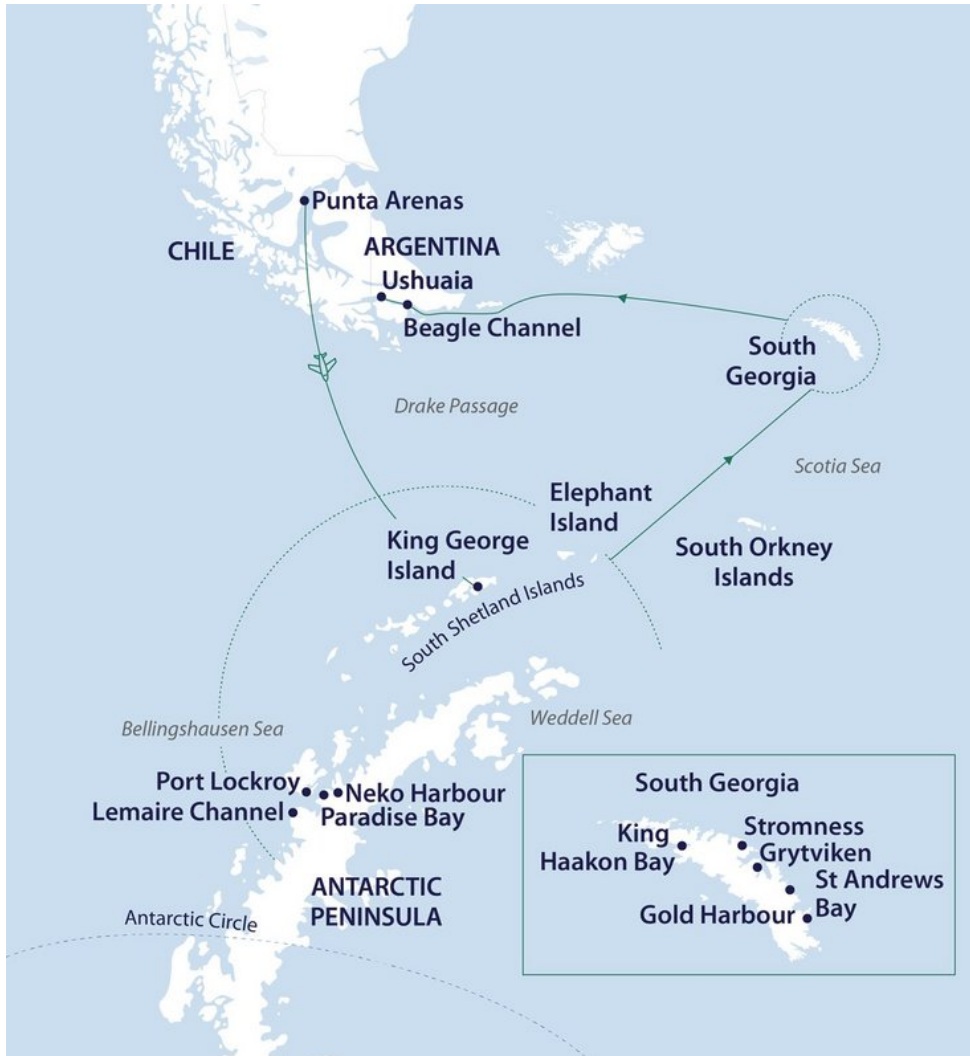 Punta Arenas
CHILE
ARGENTINA
Ushuaia
Beagle Channel
South
Georgia
Drake Passage
Scotia Sea
Elephant
Island
King George
Island
South Orkney
Islands
South Shetland Islands
Bellingshausen Sea
Weddell Sea
Port Lockroy
Neko Harbour
Lemaire Channel
Paradise Bay
ANTARCTIC
PENINSULA
Antarctic Circle
South Georgia
King
Haakon Bay
Stromness
Grytviken
St Andrews
Bay
Gold Harbour